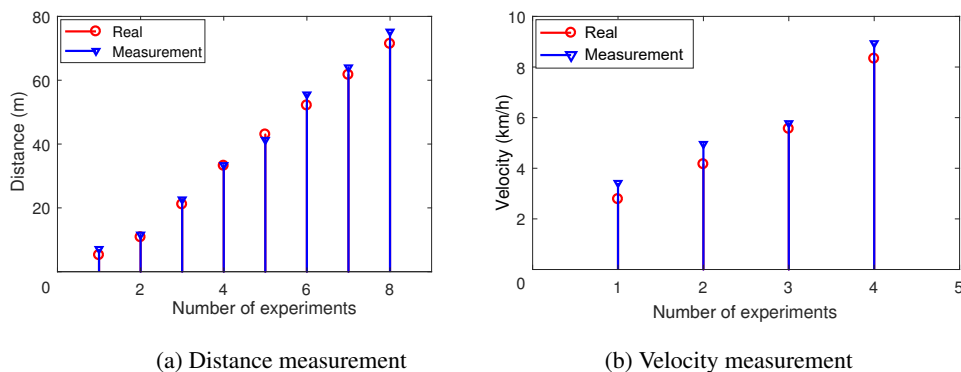 80
60
40
20
0
Distance (m)
Real
Measurement
2
4
6
8
Number of experiments
(a) Distance measurement
10
8
6
4
2
0
Velocity (km/h)
Real
Measurement
1
2
3
4
5
Number of experiments
(b) Velocity measurement